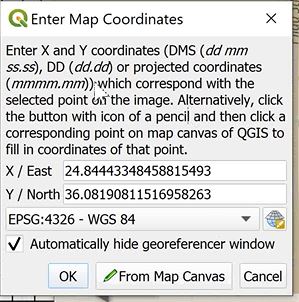 Enter Map Coordinates
Enter X and Y coordinates (DMS (dd mm
ss.ss), DD (dd.dd) or projected coordinates
(mmmm.mm)) which correspond with the
selected point on the image. Alternatively, click
the button with icon of a pencil and then click a
corresponding point on map canvas of QGIS to
fill in coordinates of that point.
X / East 24.84443348458815493
Y / North 36.08190811516958263
EPSG:4326 - WGS 84
Automatically hide georeferencer window
OK From Map Canvas Cancel